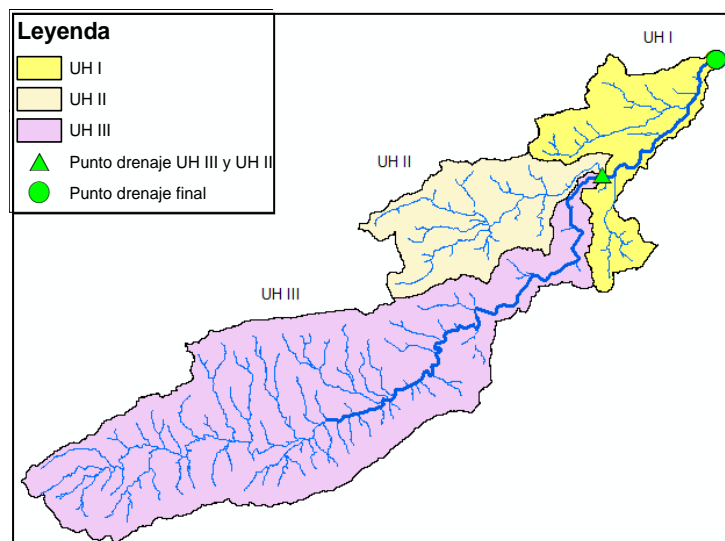 Leyenda
UH I
UH II
UH III
Punto drenaje UH III y UH II
Punto drenaje final
UH I
UH II
UH III